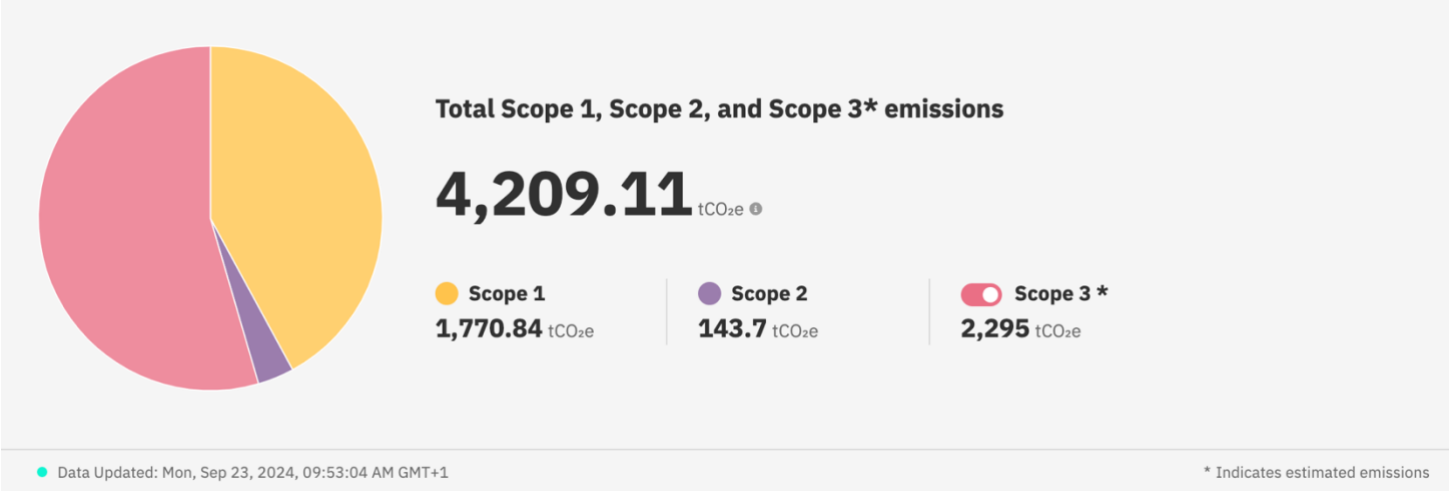 Total Scope 1, Scope 2, and Scope 3* emissions
4,209.11 tCO₂e
Scope 1
1,770.84 tCO₂e
Scope 2
143.7 tCO₂e
Scope 3 *
2,295 tCO₂e
Data Updated: Mon, Sep 23, 2024, 09:53:04 AM GMT+1
* Indicates estimated emissions